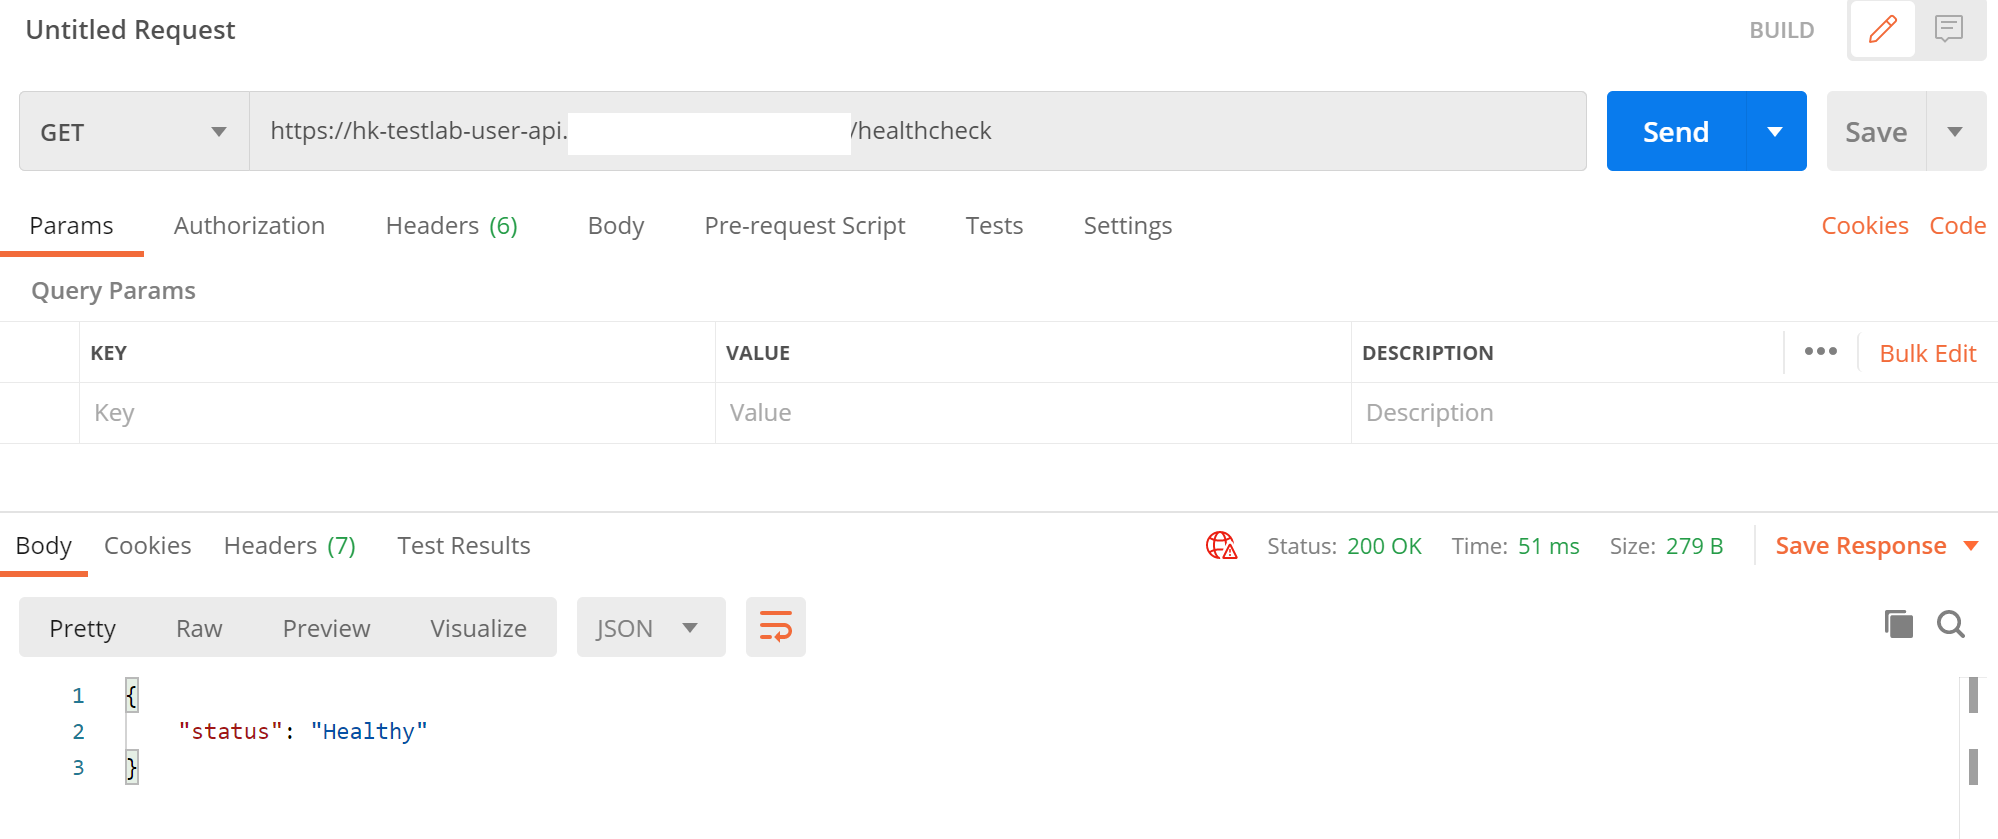 Untitled Request BUILD
GET https://hk-testlab-user-api. /healthcheck Send Save
Params Authorization Headers (6) Body Pre-request Script Tests Settings Cookies Code
Query Params
KEY VALUE DESCRIPTION Bulk Edit
Key Value Description
Body Cookies Headers (7) Test Results Status: 200 OK Time: 51 ms Size: 279 B Save Response
Pretty Raw Preview Visualize JSON
1 {
2 "status": "Healthy"
3 }